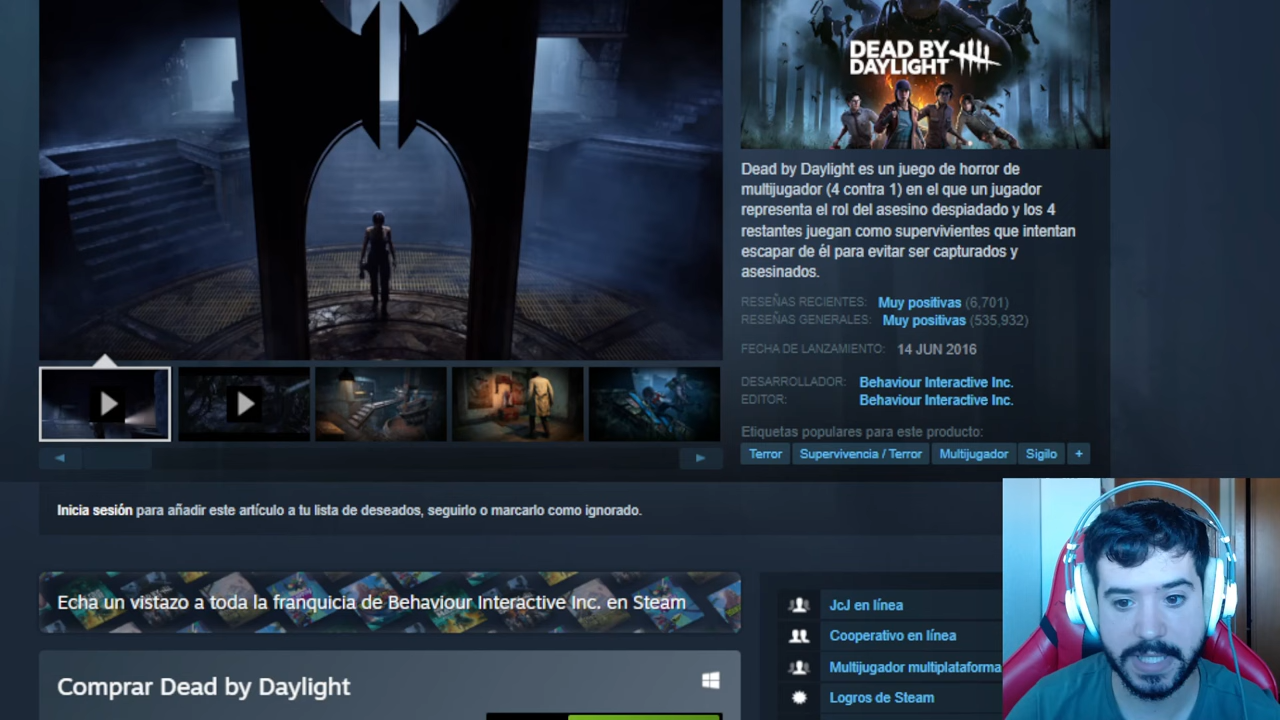 DEAD BY
DAYLIGHT
Dead by Daylight es un juego de horror de
multijugador (4 contra 1) en el que un jugador
representa el rol del asesino despiadado y los 4
restantes juegan como supervivientes que intentan
escapar de él para evitar ser capturados y
asesinados.
RESEÑAS RECIENTES: Muy positivas (6,701)
RESEÑAS GENERALES: Muy positivas (535,932)
FECHA DE LANZAMIENTO: 14 JUN 2016
DESARROLLADOR: Behaviour Interactive Inc.
EDITOR: Behaviour Interactive Inc.
Etiquetas populares para este producto:
Terror Supervivencia / Terror Multijugador Sigilo +
Inicia sesión para añadir este artículo a tu lista de deseados, seguirlo o marcarlo como ignorado.
Echa un vistazo a toda la franquicia de Behaviour Interactive Inc. en Steam
Comprar Dead by Daylight
JcJ en línea
Cooperativo en línea
Multijugador multiplataforma
Logros de Steam